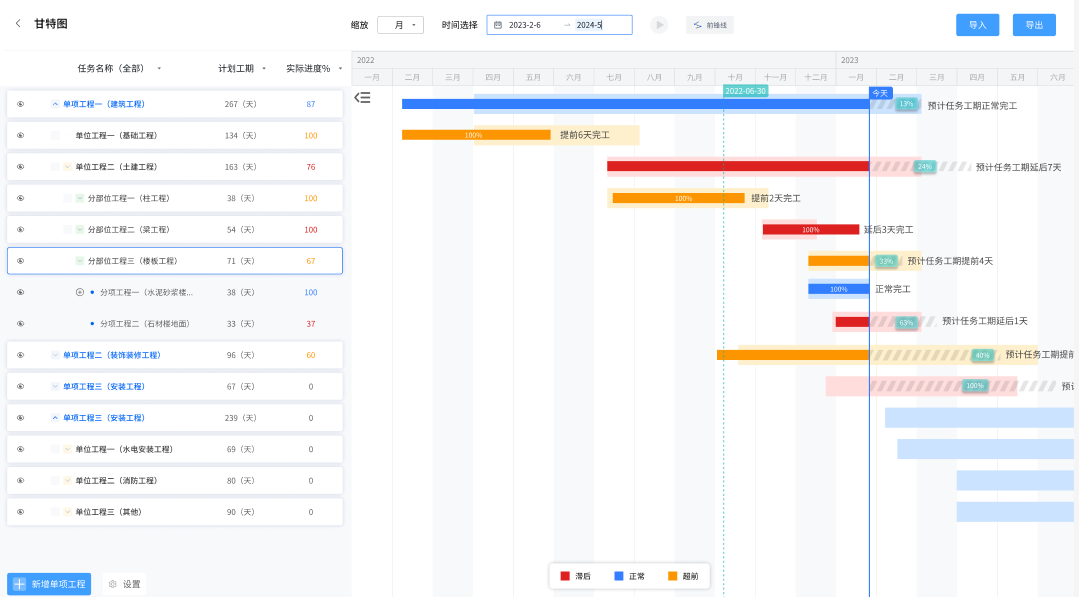 甘特图
缩放 月 时间选择 2023-2-6 → 2024-5 前锋线 导入 导出
任务名称（全部） 计划工期 实际进度%
2022 2023
一月 二月 三月 四月 五月 六月 七月 八月 九月 十月 十一月 十二月 一月 二月 三月 四月 五月 六月
2022-06-30 今天
单项工程一（建筑工程） 267（天） 87 13% 预计任务工期正常完工
单位工程一（基础工程） 134（天） 100 100% 提前6天完工
单位工程二（土建工程） 163（天） 76 24% 预计任务工期延后7天
分部位工程一（柱工程） 38（天） 100 100% 提前2天完工
分部位工程二（梁工程） 54（天） 100 100% 延后3天完工
分部位工程三（楼板工程） 71（天） 67 33% 预计任务工期提前4天
分项工程一（水泥砂浆楼... 38（天） 100 100% 正常完工
分项工程二（石材楼地面） 33（天） 37 63% 预计任务工期延后1天
单项工程二（装饰装修工程） 96（天） 60 40% 预计任务工期提前
单项工程三（安装工程） 67（天） 0 100% 预
单项工程三（安装工程） 239（天） 0
单位工程一（水电安装工程） 69（天） 0
单位工程二（消防工程） 80（天） 0
单位工程三（其他） 90（天） 0
新增单项工程 设置
滞后 正常 超前